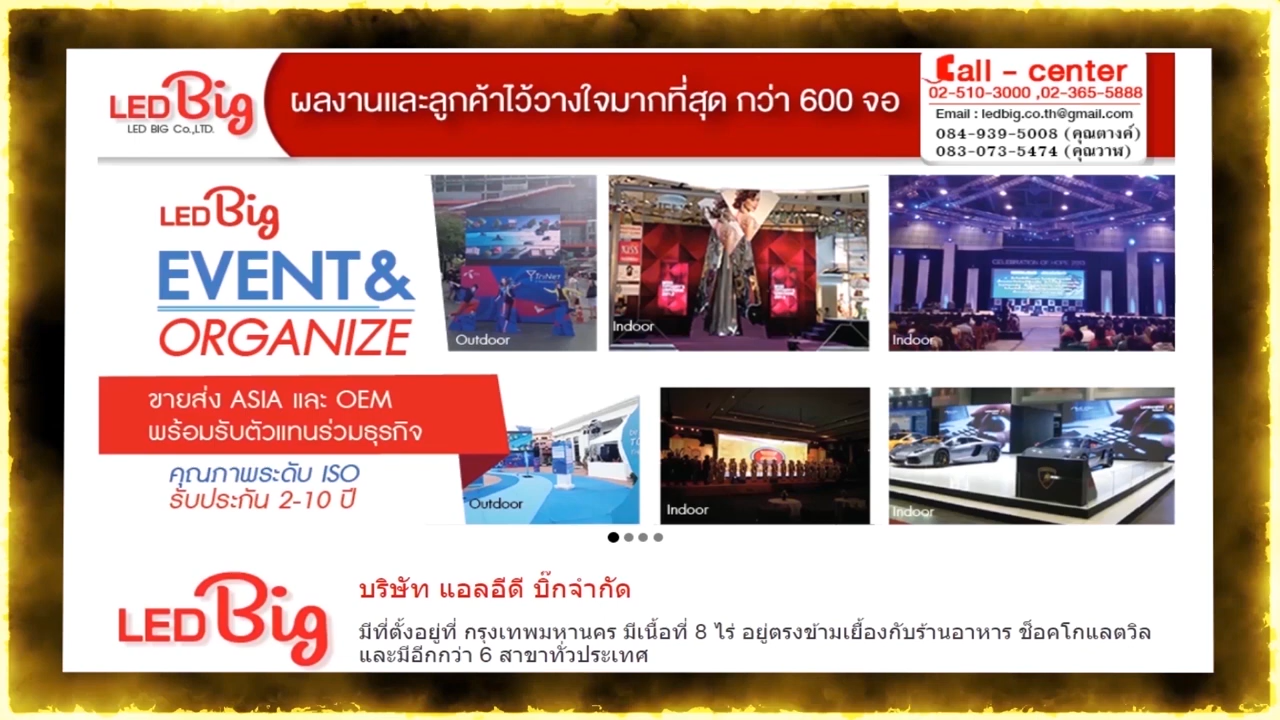 LED Big
LED BIG Co.,LTD.
ผลงานและลูกค้าไว้วางใจมากที่สุด กว่า 600 จอ
Call - center
02-510-3000 ,02-365-5888
Email : ledbig.co.th@gmail.com
084-939-5008 (คุณตางค์)
083-073-5474 (คุณวาฬ)
LED Big
EVENT&
ORGANIZE
Outdoor
Indoor
CELEBRATION OF HOPE
Indoor
ขายส่ง ASIA และ OEM
พร้อมรับตัวแทนร่วมธุรกิจ
คุณภาพระดับ ISO
รับประกัน 2-10 ปี
Outdoor
Indoor
Indoor
LED Big
บริษัท แอลอีดี บิ๊กจำกัด
มีที่ตั้งอยู่ที่ กรุงเทพมหานคร มีเนื้อที่ 8 ไร่ อยู่ตรงข้ามเยื้องกับร้านอาหาร ช็อคโกแลตวิล
และมีอีกกว่า 6 สาขาทั่วประเทศ